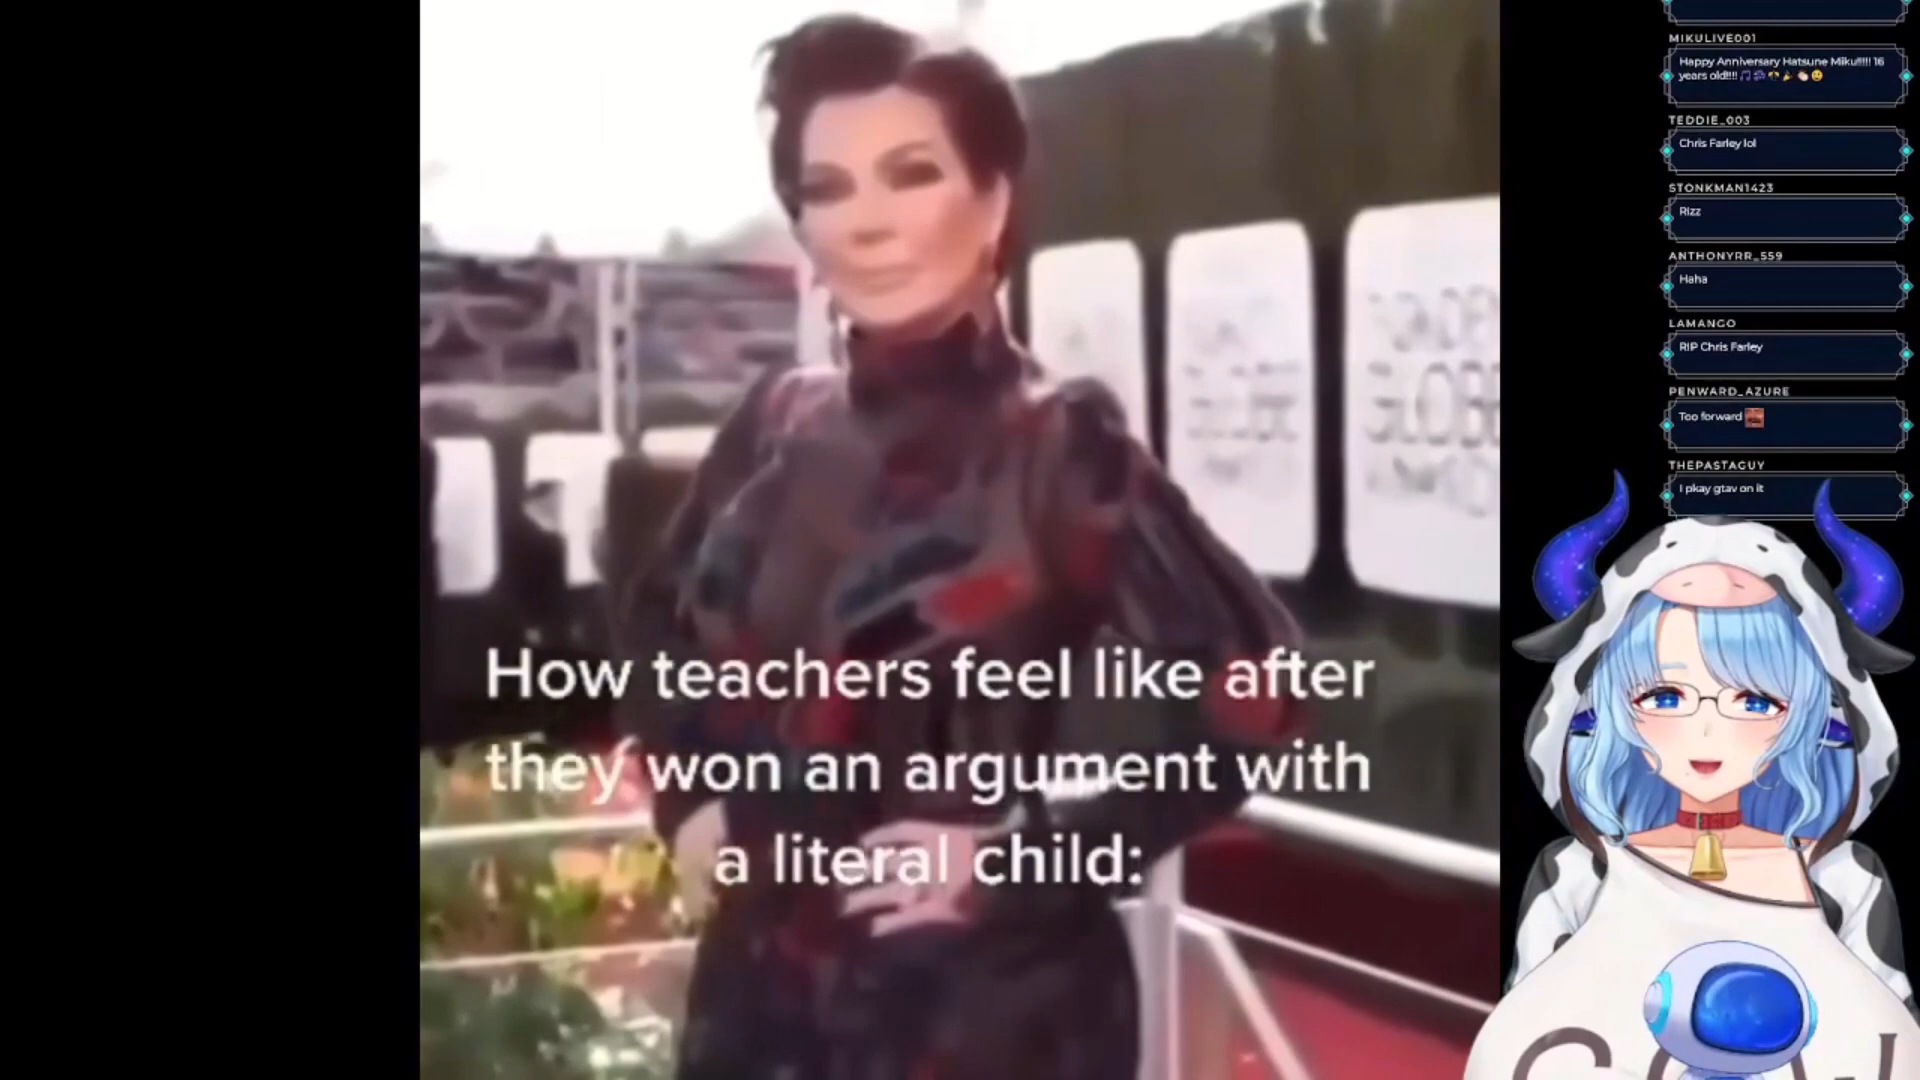 How teachers feel like after
they won an argument with
a literal child:
GLOBE
GLOBE
MIKULIVE001
Happy Anniversary Hatsune Miku!!!!! 16
years old!!!!
TEDDIE_003
Chris Farley lol
STONKMAN1423
Rizz
ANTHONYRR_559
Haha
LAMANGO
RIP Chris Farley
PENWARD_AZURE
Too forward
THEPASTAGUY
I pkay gtav on it